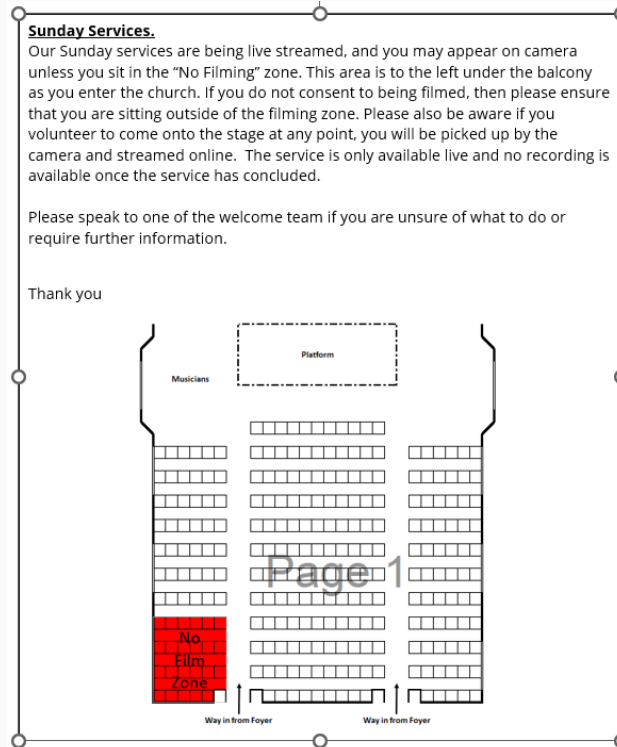 Sunday Services.
Our Sunday services are being live streamed, and you may appear on camera
unless you sit in the “No Filming” zone. This area is to the left under the balcony
as you enter the church. If you do not consent to being filmed, then please ensure
that you are sitting outside of the filming zone. Please also be aware if you
volunteer to come onto the stage at any point, you will be picked up by the
camera and streamed online.  The service is only available live and no recording is
available once the service has concluded.
Please speak to one of the welcome team if you are unsure of what to do or
require further information.
Thank you
Platform
Musicians
Page 1
No
Film
Zone
Way in from Foyer
Way in from Foyer